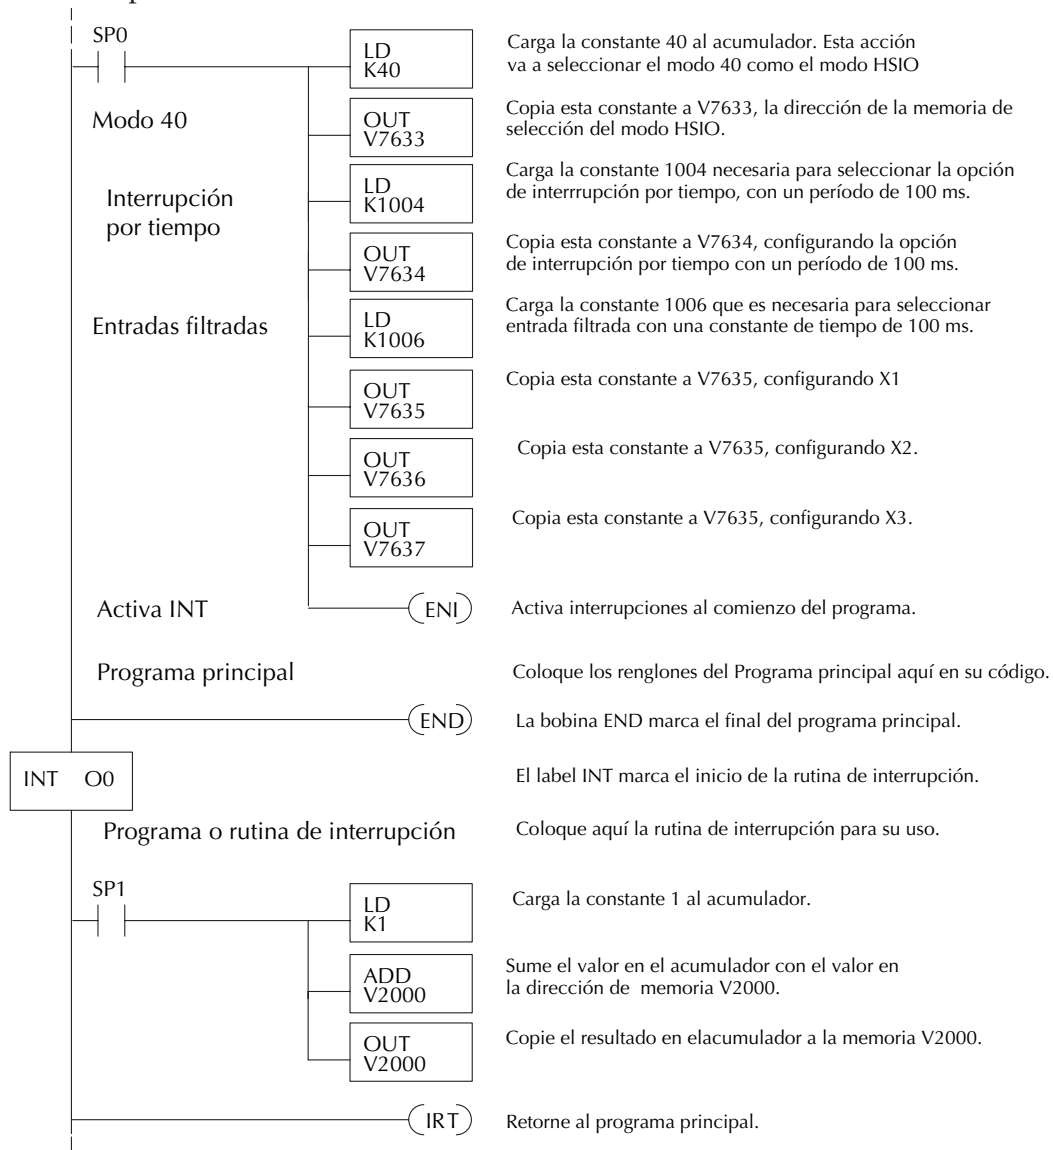 SP0
LD
K40
Carga la constante 40 al acumulador. Esta acción
va a seleccionar el modo 40 como el modo HSIO
Modo 40
OUT
V7633
Copia esta constante a V7633, la dirección de la memoria de
selección del modo HSIO.
Interrupción
por tiempo
LD
K1004
Carga la constante 1004 necesaria para seleccionar la opción
de interrrupción por tiempo, con un período de 100 ms.
OUT
V7634
Copia esta constante a V7634, configurando la opción
de interrupción por tiempo con un período de 100 ms.
Entradas filtradas
LD
K1006
Carga la constante 1006 que es necesaria para seleccionar
entrada filtrada con una constante de tiempo de 100 ms.
OUT
V7635
Copia esta constante a V7635, configurando X1
OUT
V7636
Copia esta constante a V7635, configurando X2.
OUT
V7637
Copia esta constante a V7635, configurando X3.
Activa INT
ENI
Activa interrupciones al comienzo del programa.
Programa principal
Coloque los renglones del Programa principal aquí en su código.
END
La bobina END marca el final del programa principal.
INT O0
El label INT marca el inicio de la rutina de interrupción.
Programa o rutina de interrupción
Coloque aquí la rutina de interrupción para su uso.
SP1
LD
K1
Carga la constante 1 al acumulador.
ADD
V2000
Sume el valor en el acumulador con el valor en
la dirección de memoria V2000.
OUT
V2000
Copie el resultado en elacumulador a la memoria V2000.
IRT
Retorne al programa principal.